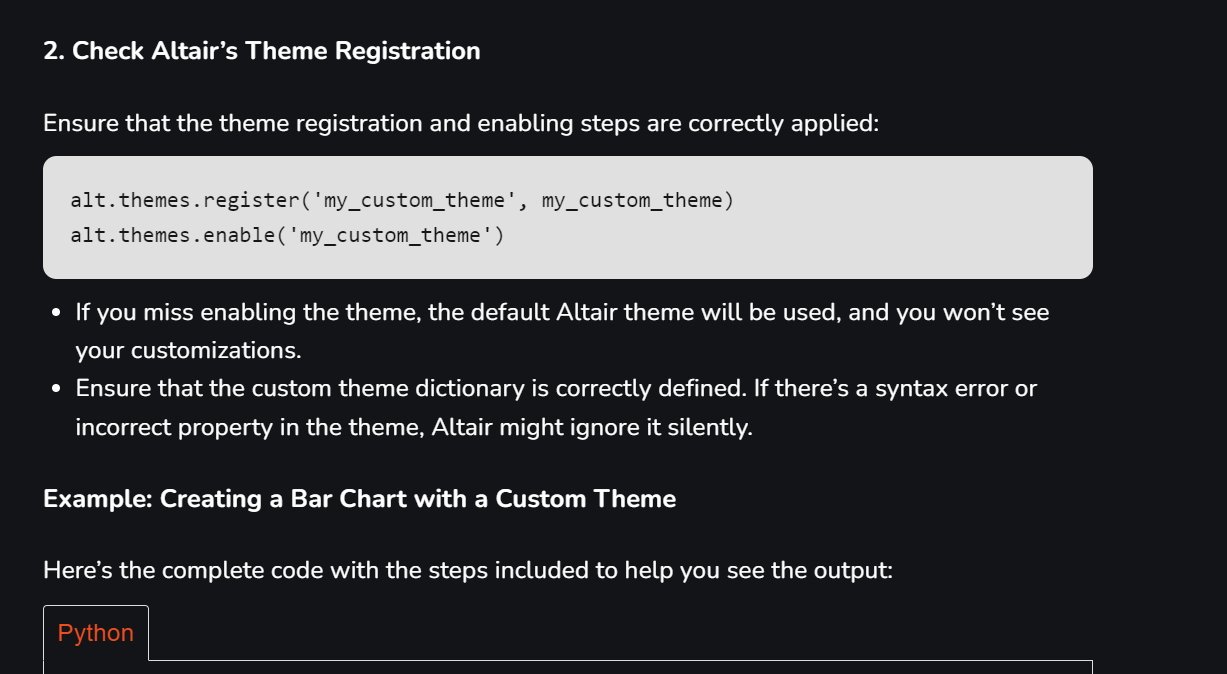 2. Check Altair’s Theme Registration
Ensure that the theme registration and enabling steps are correctly applied:
alt.themes.register('my_custom_theme', my_custom_theme)
alt.themes.enable('my_custom_theme')
• If you miss enabling the theme, the default Altair theme will be used, and you won’t see
your customizations.
• Ensure that the custom theme dictionary is correctly defined. If there’s a syntax error or
incorrect property in the theme, Altair might ignore it silently.
Example: Creating a Bar Chart with a Custom Theme
Here’s the complete code with the steps included to help you see the output:
Python